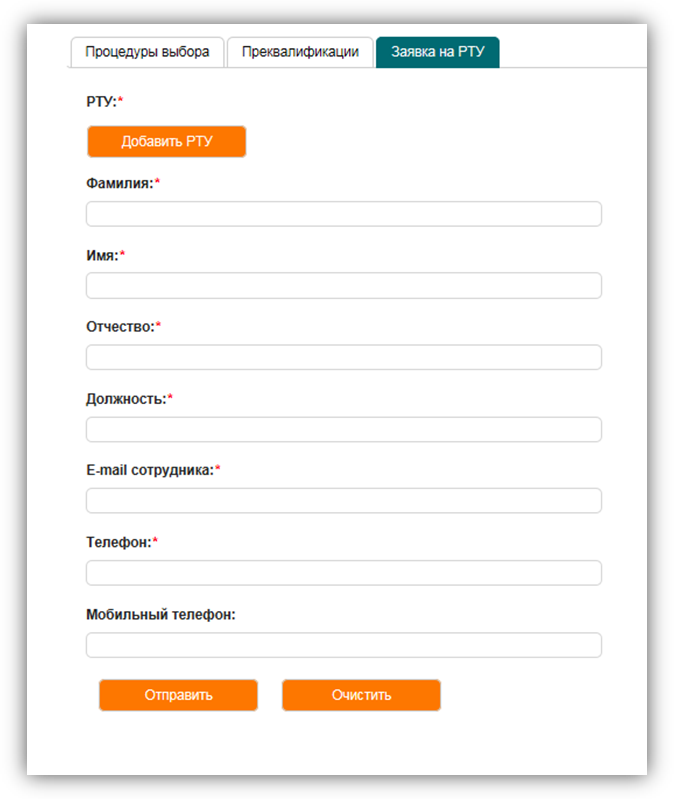 Процедуры выбора Преквалификации Заявка на РТУ
РТУ:*
Добавить РТУ
Фамилия:*
Имя:*
Отчество:*
Должность:*
E-mail сотрудника:*
Телефон:*
Мобильный телефон:
Отправить Очистить